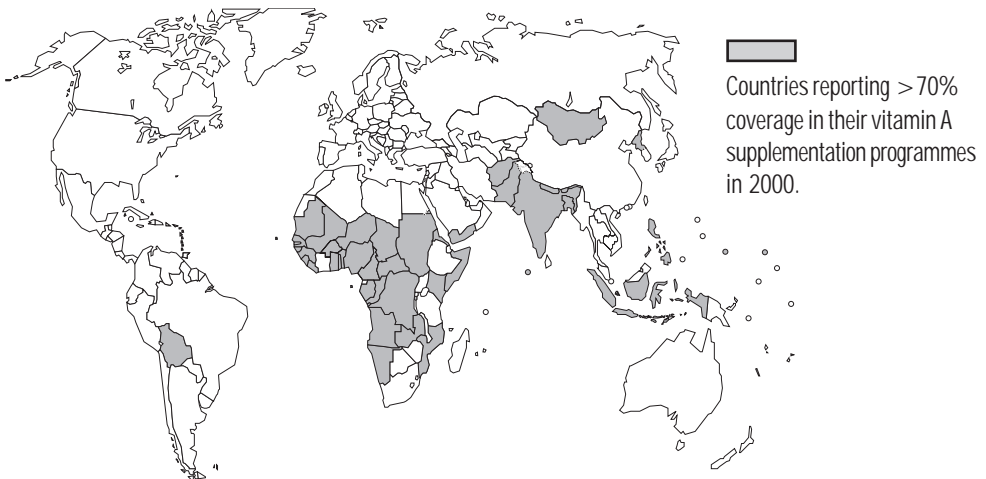 Countries reporting >70%
coverage in their vitamin A
supplementation programmes
in 2000.